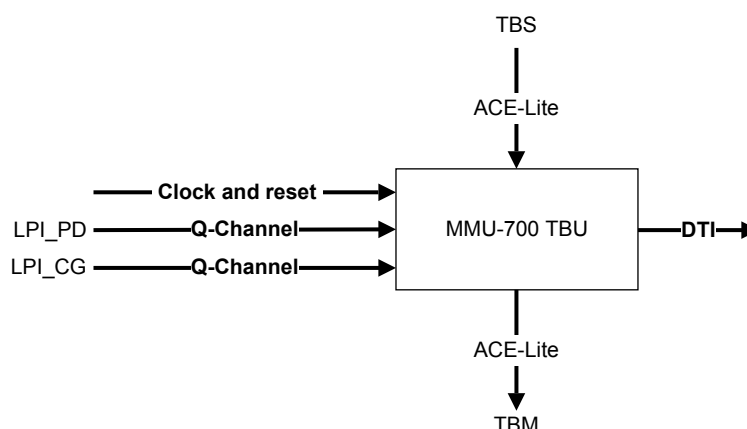 TBS
ACE-Lite
Clock and reset
LPI_PD
Q-Channel
MMU-700 TBU
DTI
LPI_CG
Q-Channel
ACE-Lite
TBM